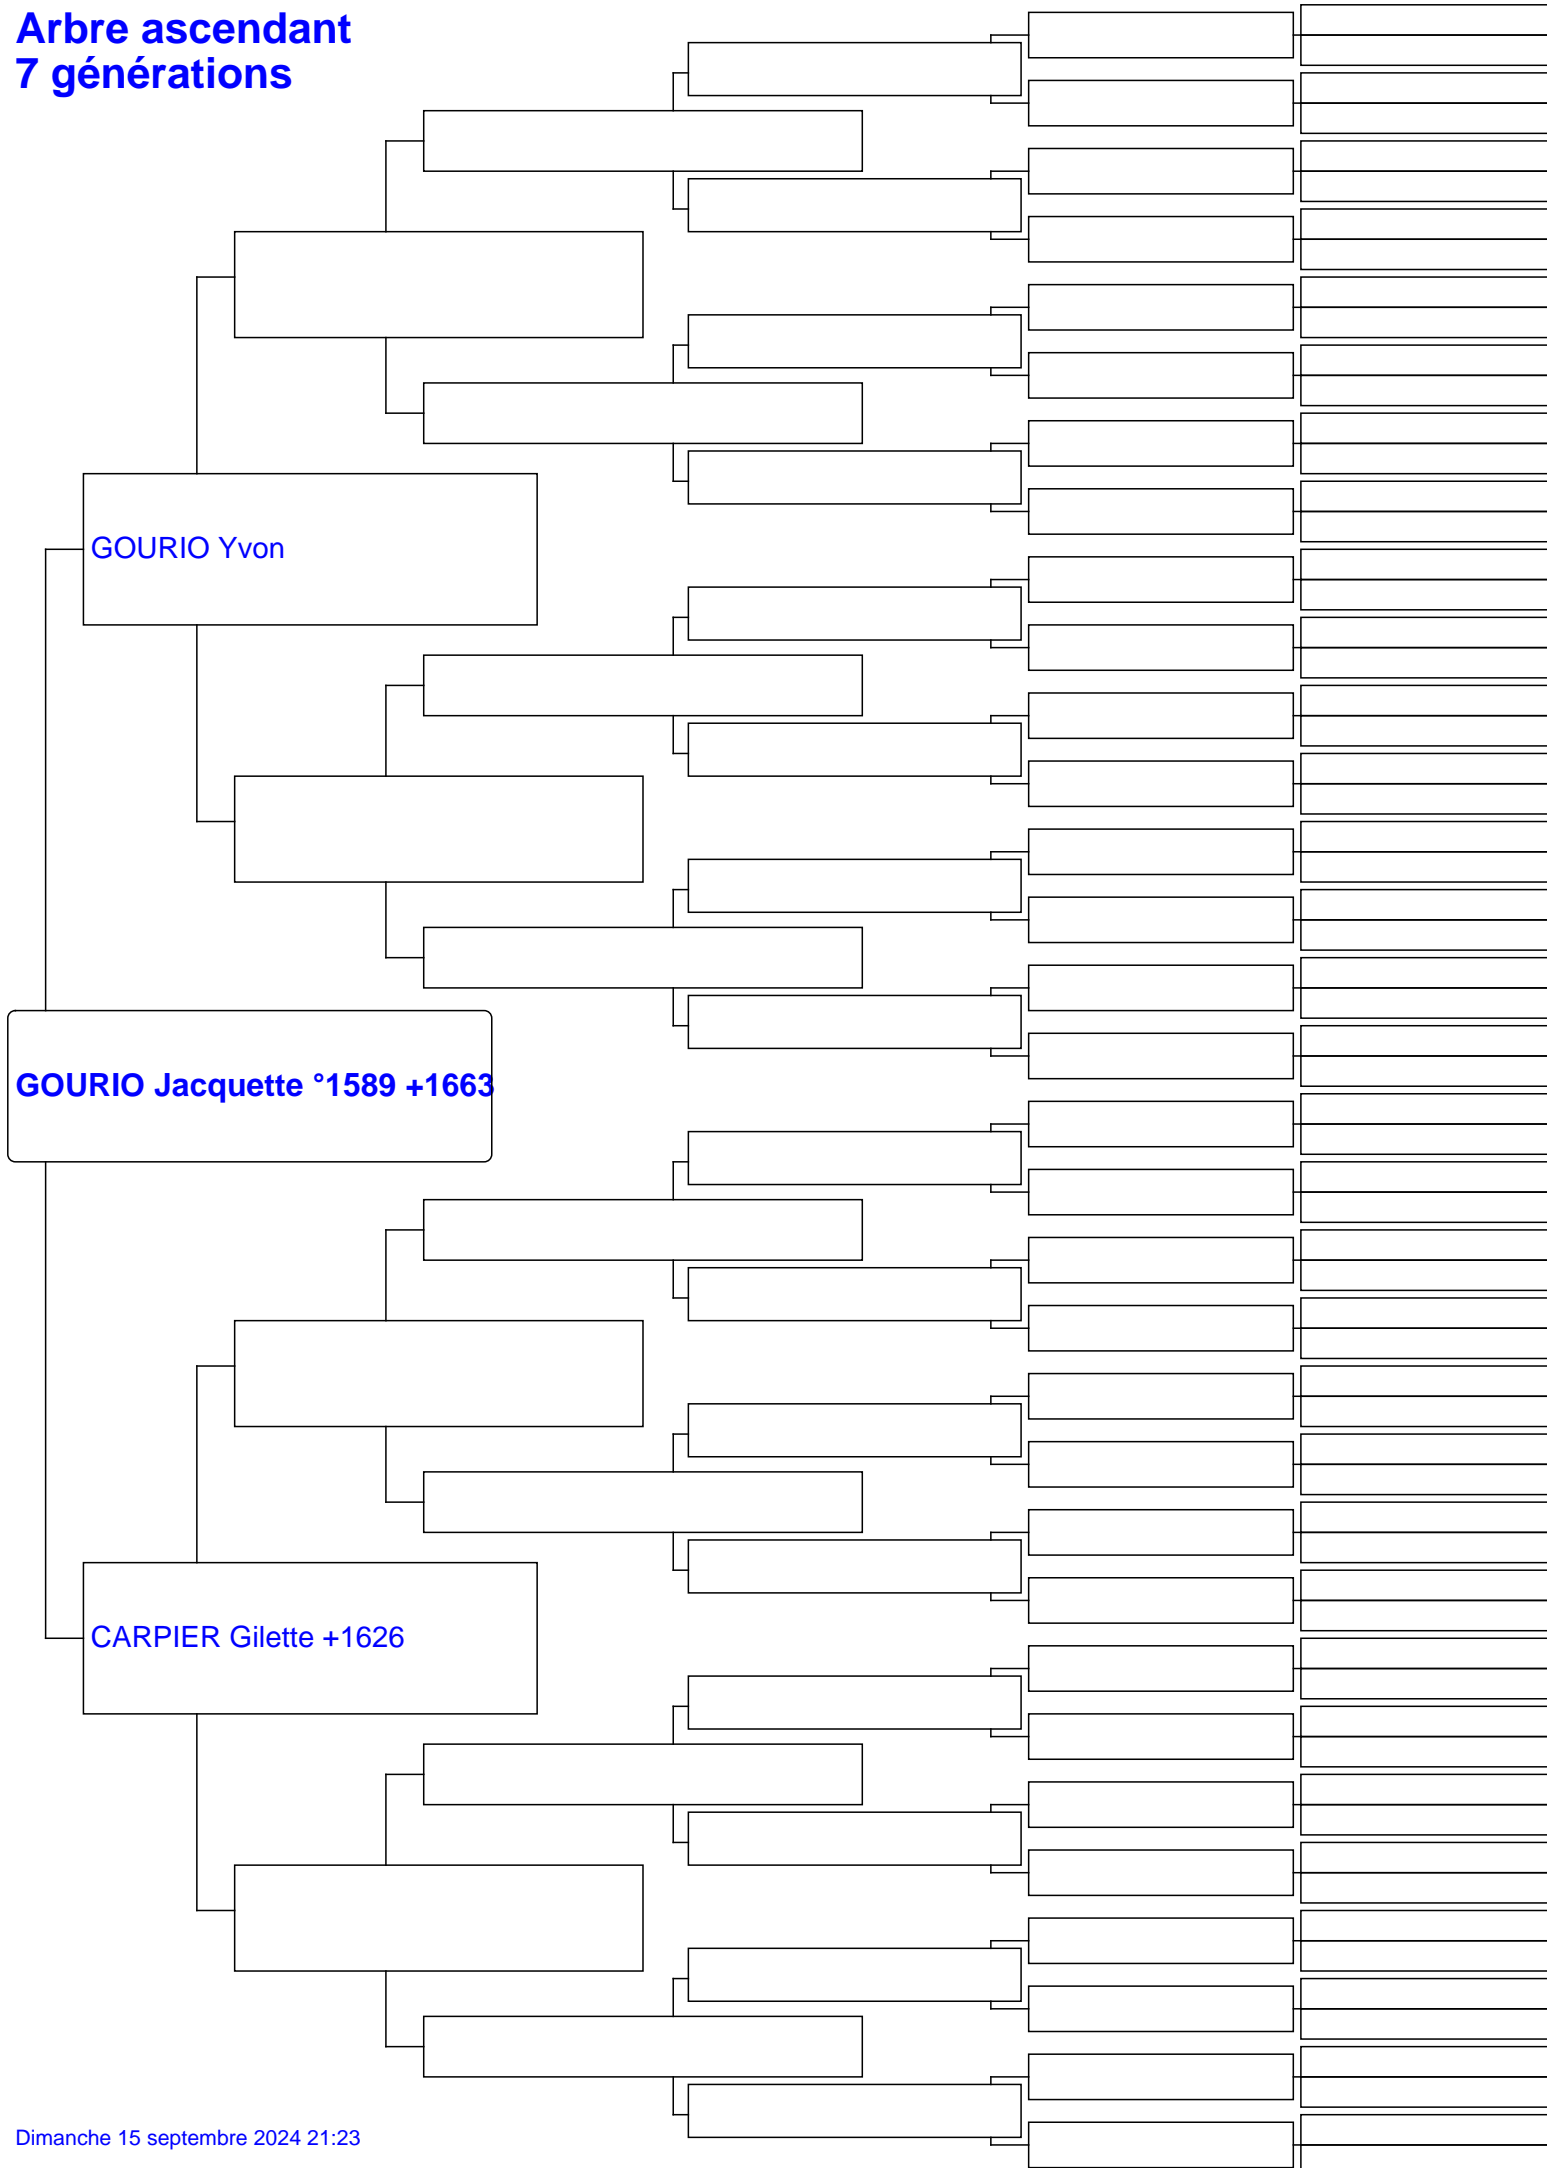 Arbre ascendant
7 générations
GOURIO Yvon
GOURIO Jacquette °1589 +1663
CARPIER Gilette +1626
Dimanche 15 septembre 2024 21:23